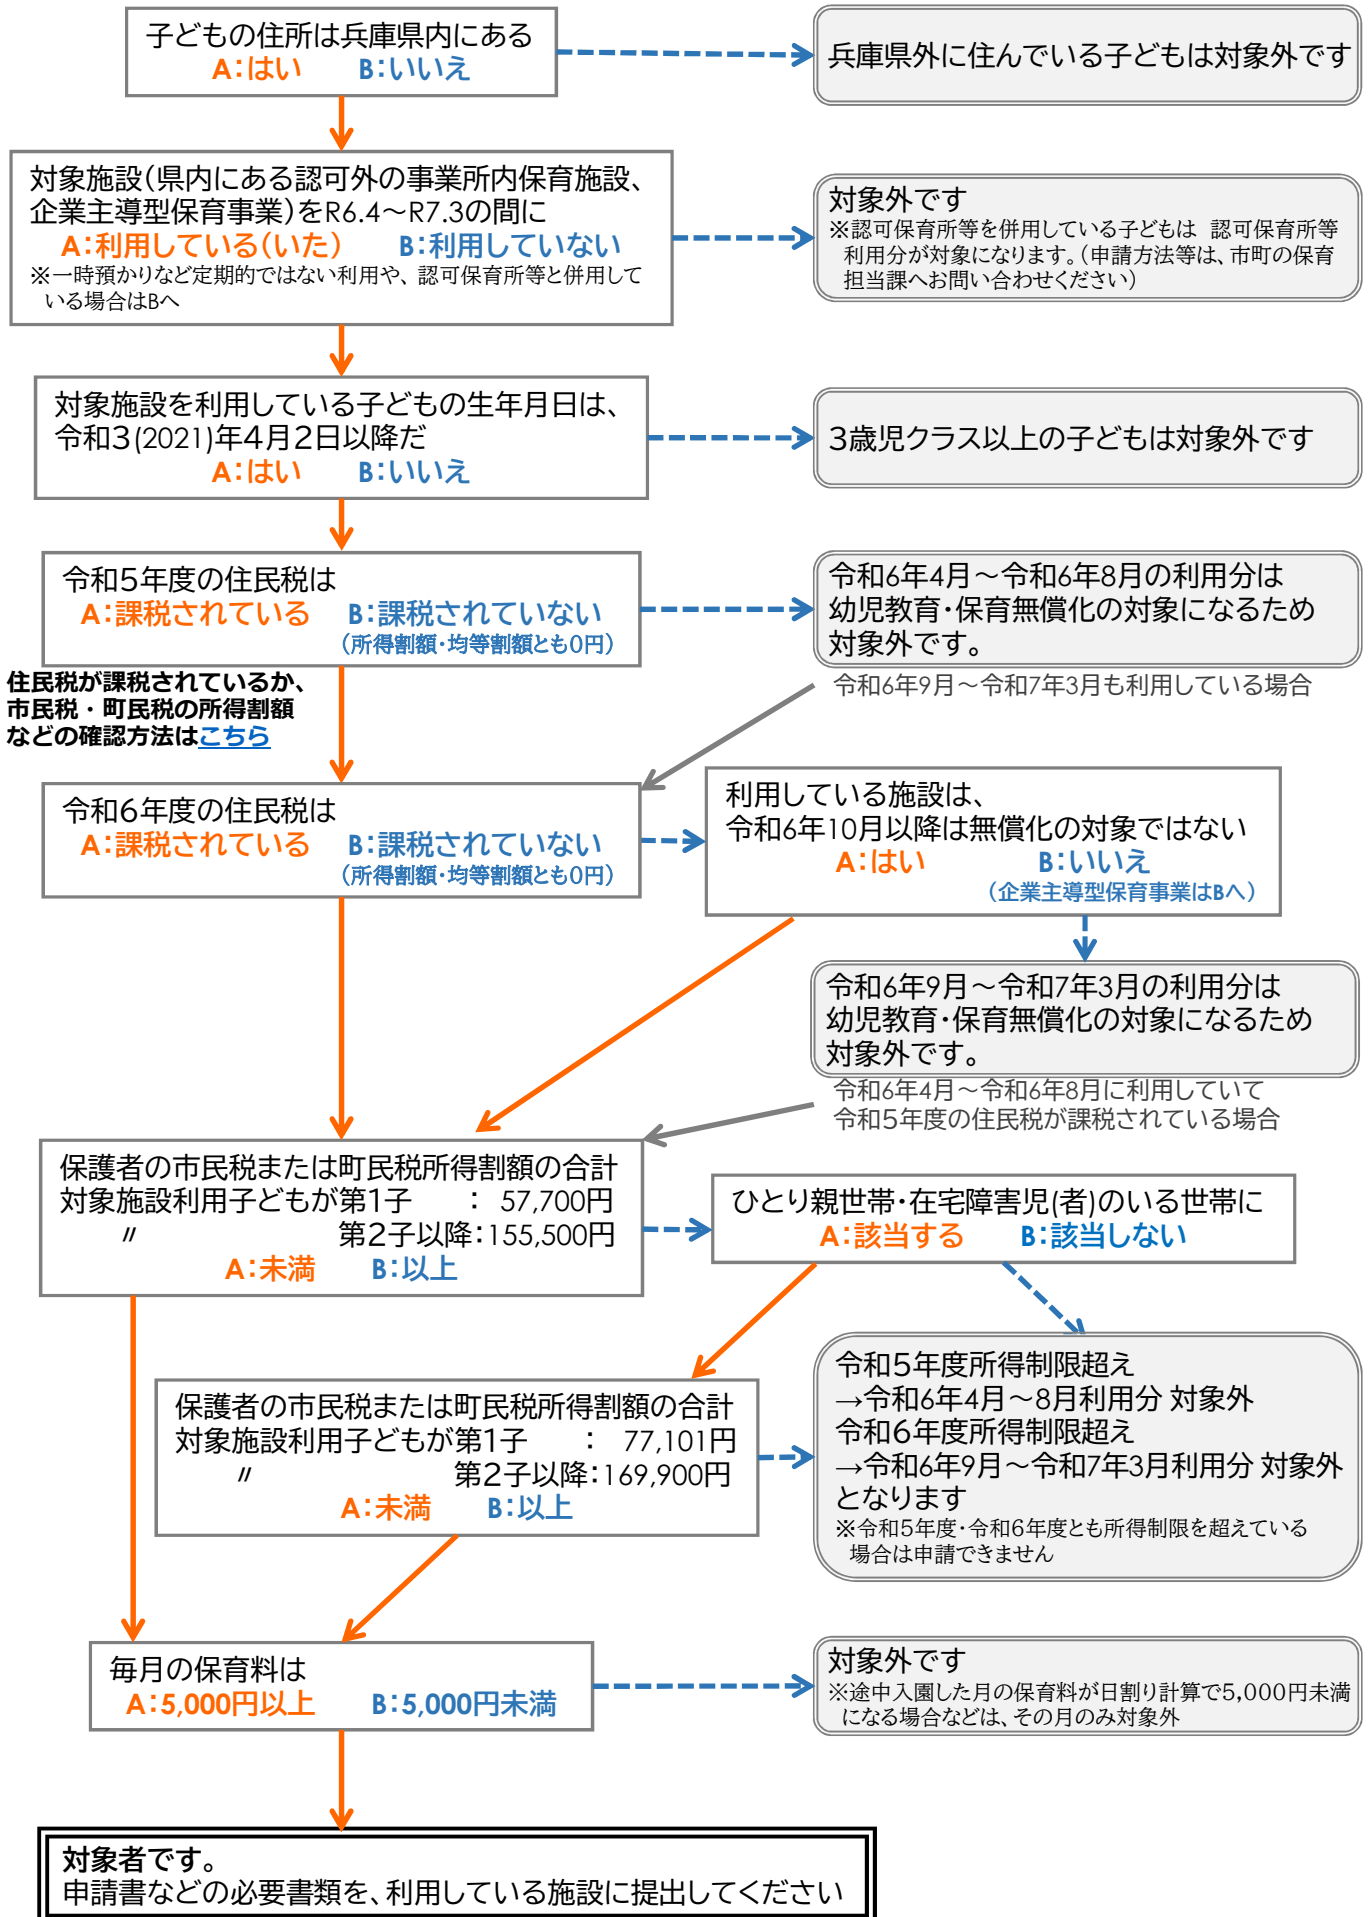 子どもの住所は兵庫県内にある
A：はい　　B：いいえ
兵庫県外に住んでいる子どもは対象外です
対象施設（県内にある認可外の事業所内保育施設、
企業主導型保育事業）をR6.4～R7.3の間に
A：利用している（いた）　　B：利用していない
※一時預かりなど定期的ではない利用や、認可保育所等と併用して
いる場合はBへ
対象外です
※認可保育所等を併用している子どもは 認可保育所等
利用分が対象になります。（申請方法等は、市町の保育
担当課へお問い合わせください）
対象施設を利用している子どもの生年月日は、
令和３(2021)年４月２日以降だ
A：はい　　B：いいえ
３歳児クラス以上の子どもは対象外です
令和５年度の住民税は
A：課税されている　B：課税されていない
（所得割額・均等割額とも0円）
令和6年4月～令和6年8月の利用分は
幼児教育・保育無償化の対象になるため
対象外です。
令和6年9月～令和7年3月も利用している場合
住民税が課税されているか、
市民税・町民税の所得割額
などの確認方法はこちら
令和６年度の住民税は
A：課税されている　B：課税されていない
（所得割額・均等割額とも0円）
利用している施設は、
令和6年10月以降は無償化の対象ではない
A：はい　　　　B：いいえ
（企業主導型保育事業はBへ）
令和6年9月～令和7年3月の利用分は
幼児教育・保育無償化の対象になるため
対象外です。
令和6年4月～令和6年8月に利用していて
令和５年度の住民税が課税されている場合
保護者の市民税または町民税所得割額の合計
対象施設利用子どもが第１子　　：　57,700円
〃　　　　　　　第２子以降：155,500円
A：未満　　B：以上
ひとり親世帯・在宅障害児(者)のいる世帯に
A：該当する　　B：該当しない
保護者の市民税または町民税所得割額の合計
対象施設利用子どもが第１子　　：　77,101円
〃　　　　　　　第２子以降：169,900円
A：未満　　B：以上
令和５年度所得制限超え
→令和6年4月～8月利用分 対象外
令和６年度所得制限超え
→令和6年9月～令和7年3月利用分 対象外
となります
※令和５年度・令和６年度とも所得制限を超えている
場合は申請できません
毎月の保育料は
A：5,000円以上　　B：5,000円未満
対象外です
※途中入園した月の保育料が日割り計算で5,000円未満
になる場合などは、その月のみ対象外
対象者です。
申請書などの必要書類を、利用している施設に提出してください